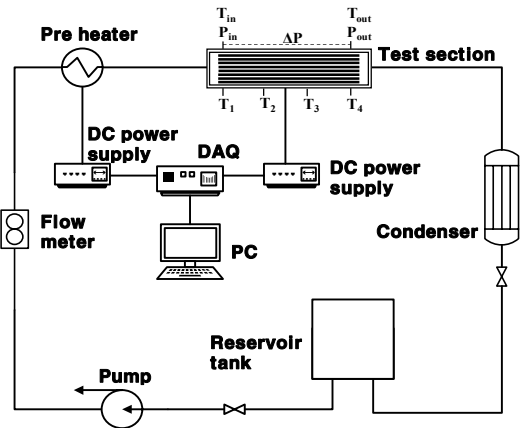 T_in T_out
P_in ΔP P_out
Pre heater
Test section
T_1 T_2 T_3 T_4
DC power
supply
DAQ
DC power
supply
Flow
meter
PC
Condenser
Reservoir
tank
Pump